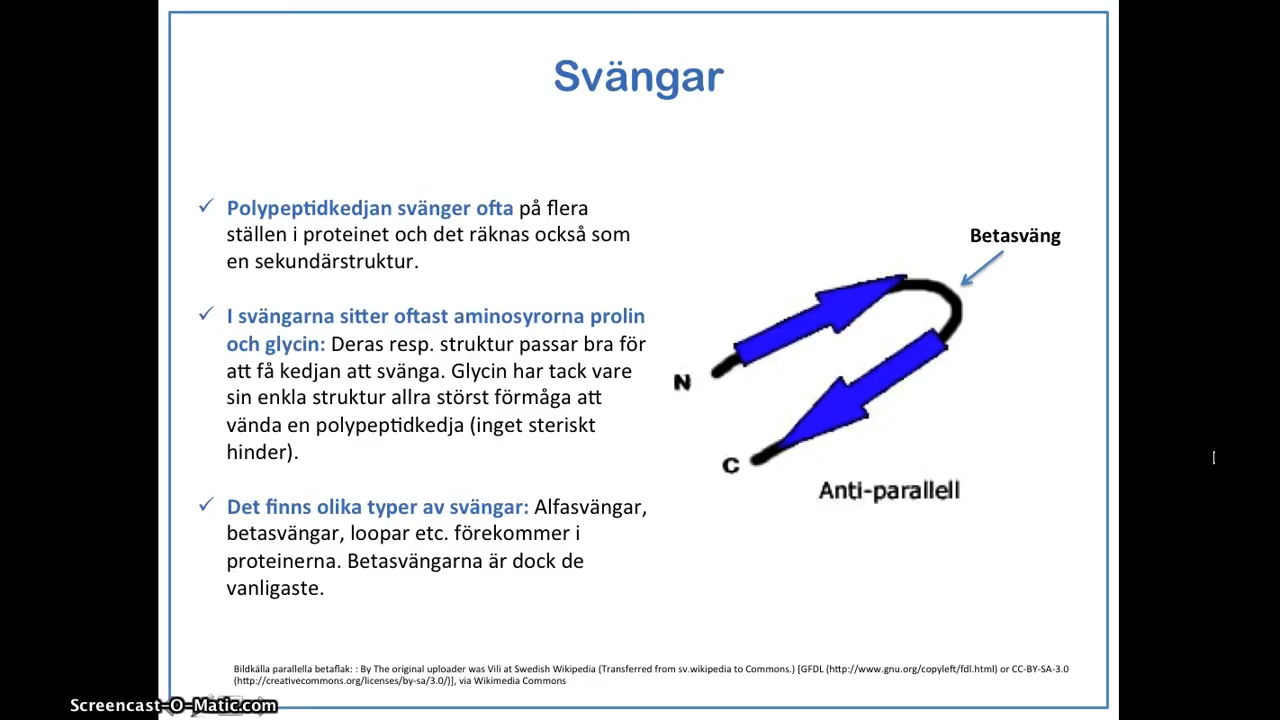 Svängar
✓ Polypeptidkedjan svänger ofta på flera
ställen i proteinet och det räknas också som
en sekundärstruktur.
✓ I svängarna sitter oftast aminosyrorna prolin
och glycin: Deras resp. struktur passar bra för
att få kedjan att svänga. Glycin har tack vare
sin enkla struktur allra störst förmåga att
vända en polypeptidkedja (inget steriskt
hinder).
✓ Det finns olika typer av svängar: Alfasvängar,
betasvängar, loopar etc. förekommer i
proteinerna. Betasvängarna är dock de
vanligaste.
Betasväng
N
C
Anti-parallell
Bildkälla parallella betaflak: : By The original uploader was Vili at Swedish Wikipedia (Transferred from sv.wikipedia to Commons.) [GFDL (http://www.gnu.org/copyleft/fdl.html) or CC-BY-SA-3.0
(http://creativecommons.org/licenses/by-sa/3.0/)], via Wikimedia Commons
Screencast-O-Matic.com